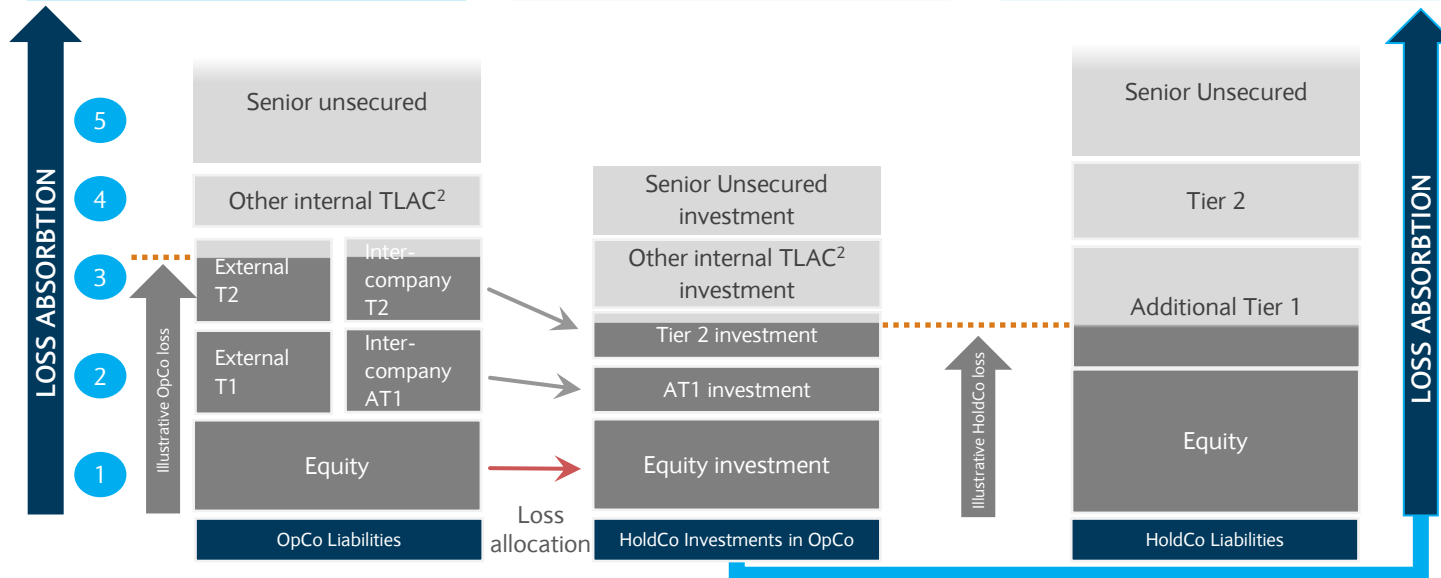 LOSS ABSORBTION
5
4
3
2
1
Illustrative OpCo loss
Senior unsecured
Other internal TLAC2
External
T2
Inter-
company
T2
External
T1
Inter-
company
AT1
Equity
OpCo Liabilities
Loss
allocation
Senior Unsecured
investment
Other internal TLAC2
investment
Tier 2 investment
AT1 investment
Equity investment
HoldCo Investments in OpCo
Illustrative HoldCo loss
Senior Unsecured
Tier 2
Additional Tier 1
Equity
HoldCo Liabilities
LOSS ABSORBTION